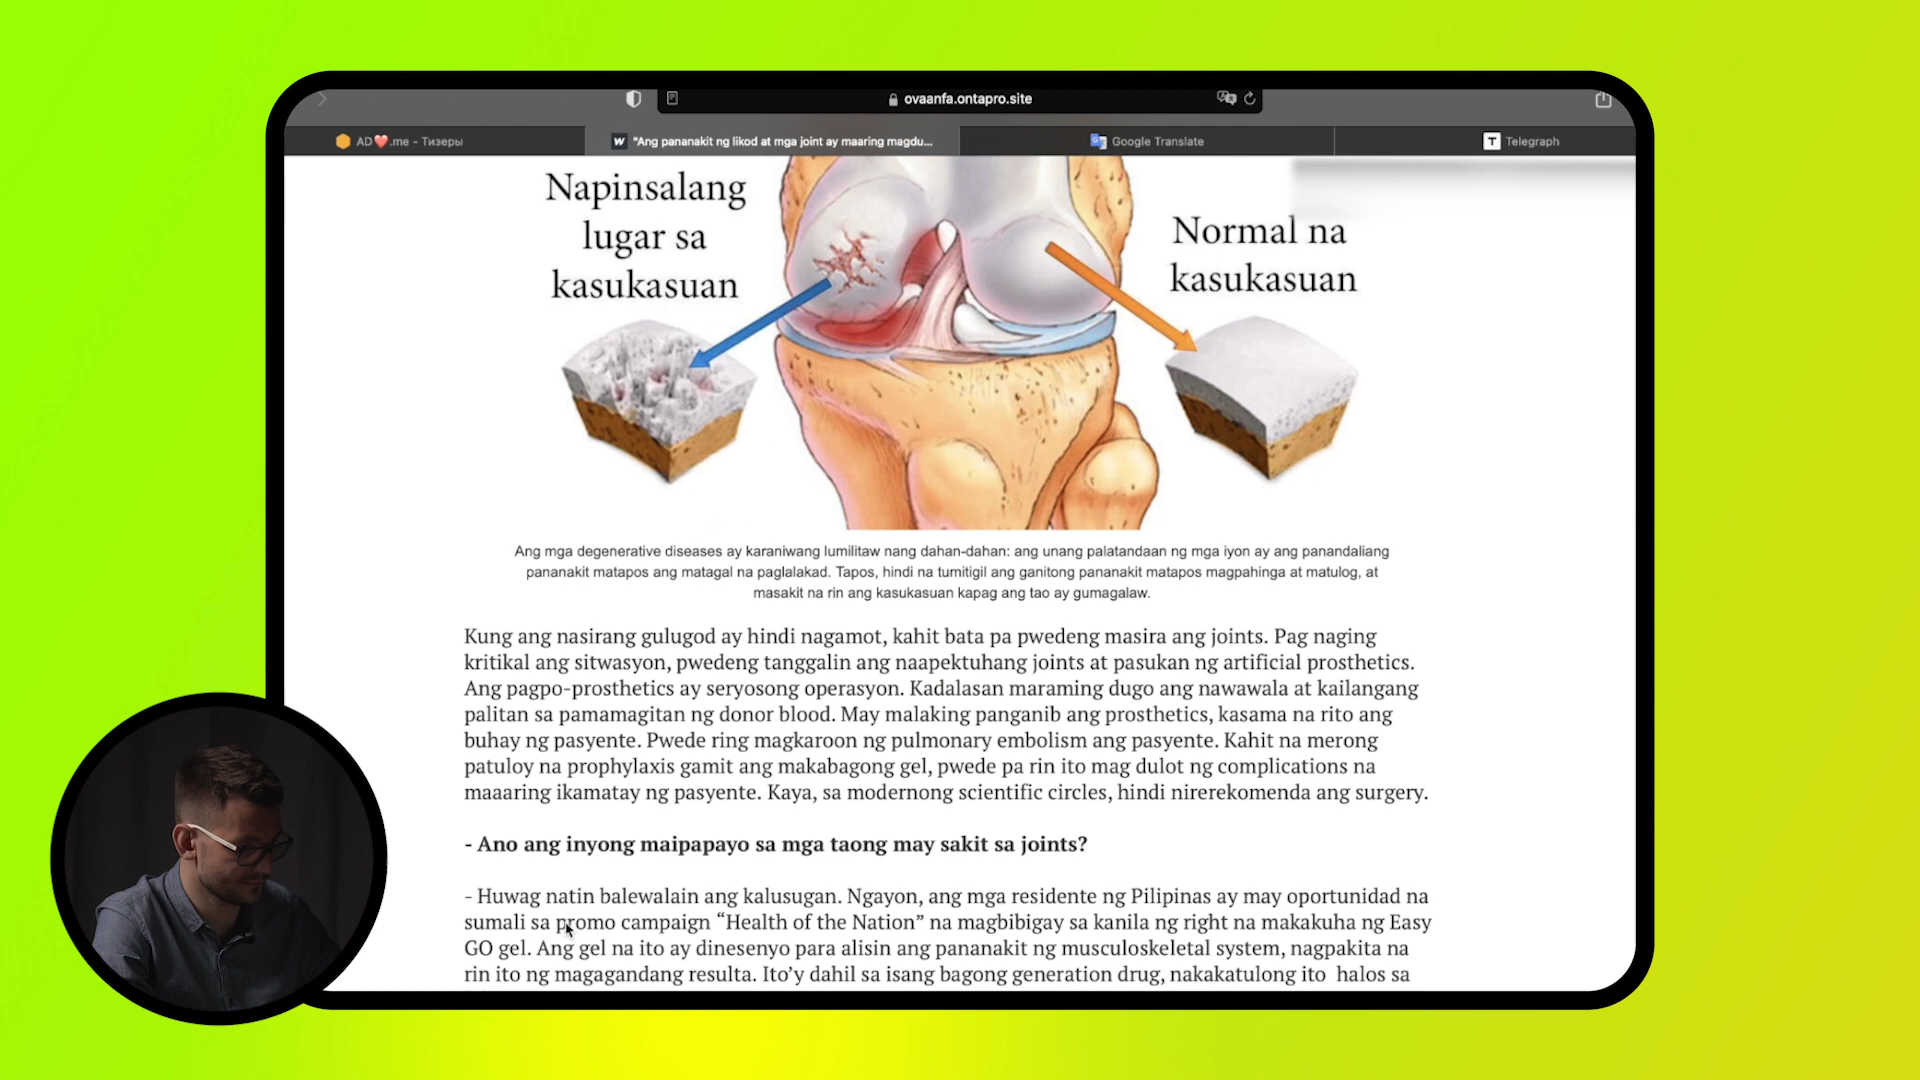 ovaanfa.ontapro.site
AD❤️.me - Тизеры
W "Ang pananakit ng likod at mga joint ay maaring magdu...
Google Translate
T Telegraph
Napinsalang
lugar sa
kasukasuan
Normal na
kasukasuan
Ang mga degenerative diseases ay karaniwang lumilitaw nang dahan-dahan: ang unang palatandaan ng mga iyon ay ang panandaliang
pananakit matapos ang matagal na paglalakad. Tapos, hindi na tumitigil ang ganitong pananakit matapos magpahinga at matulog, at
masakit na rin ang kasukasuan kapag ang tao ay gumagalaw.
Kung ang nasirang gulugod ay hindi nagamot, kahit bata pa pwedeng masira ang joints. Pag naging
kritikal ang sitwasyon, pwedeng tanggalin ang naapektuhang joints at pasukan ng artificial prosthetics.
Ang pagpo-prosthetics ay seryosong operasyon. Kadalasan maraming dugo ang nawawala at kailangang
palitan sa pamamagitan ng donor blood. May malaking panganib ang prosthetics, kasama na rito ang
buhay ng pasyente. Pwede ring magkaroon ng pulmonary embolism ang pasyente. Kahit na merong
patuloy na prophylaxis gamit ang makabagong gel, pwede pa rin ito mag dulot ng complications na
maaaring ikamatay ng pasyente. Kaya, sa modernong scientific circles, hindi nirerekomenda ang surgery.
- Ano ang inyong maipapayo sa mga taong may sakit sa joints?
- Huwag natin balewalain ang kalusugan. Ngayon, ang mga residente ng Pilipinas ay may oportunidad na
sumali sa promo campaign “Health of the Nation” na magbibigay sa kanila ng right na makakuha ng Easy
GO gel. Ang gel na ito ay dinesenyo para alisin ang pananakit ng musculoskeletal system, nagpakita na
rin ito ng magagandang resulta. Ito’y dahil sa isang bagong generation drug, nakakatulong ito halos sa